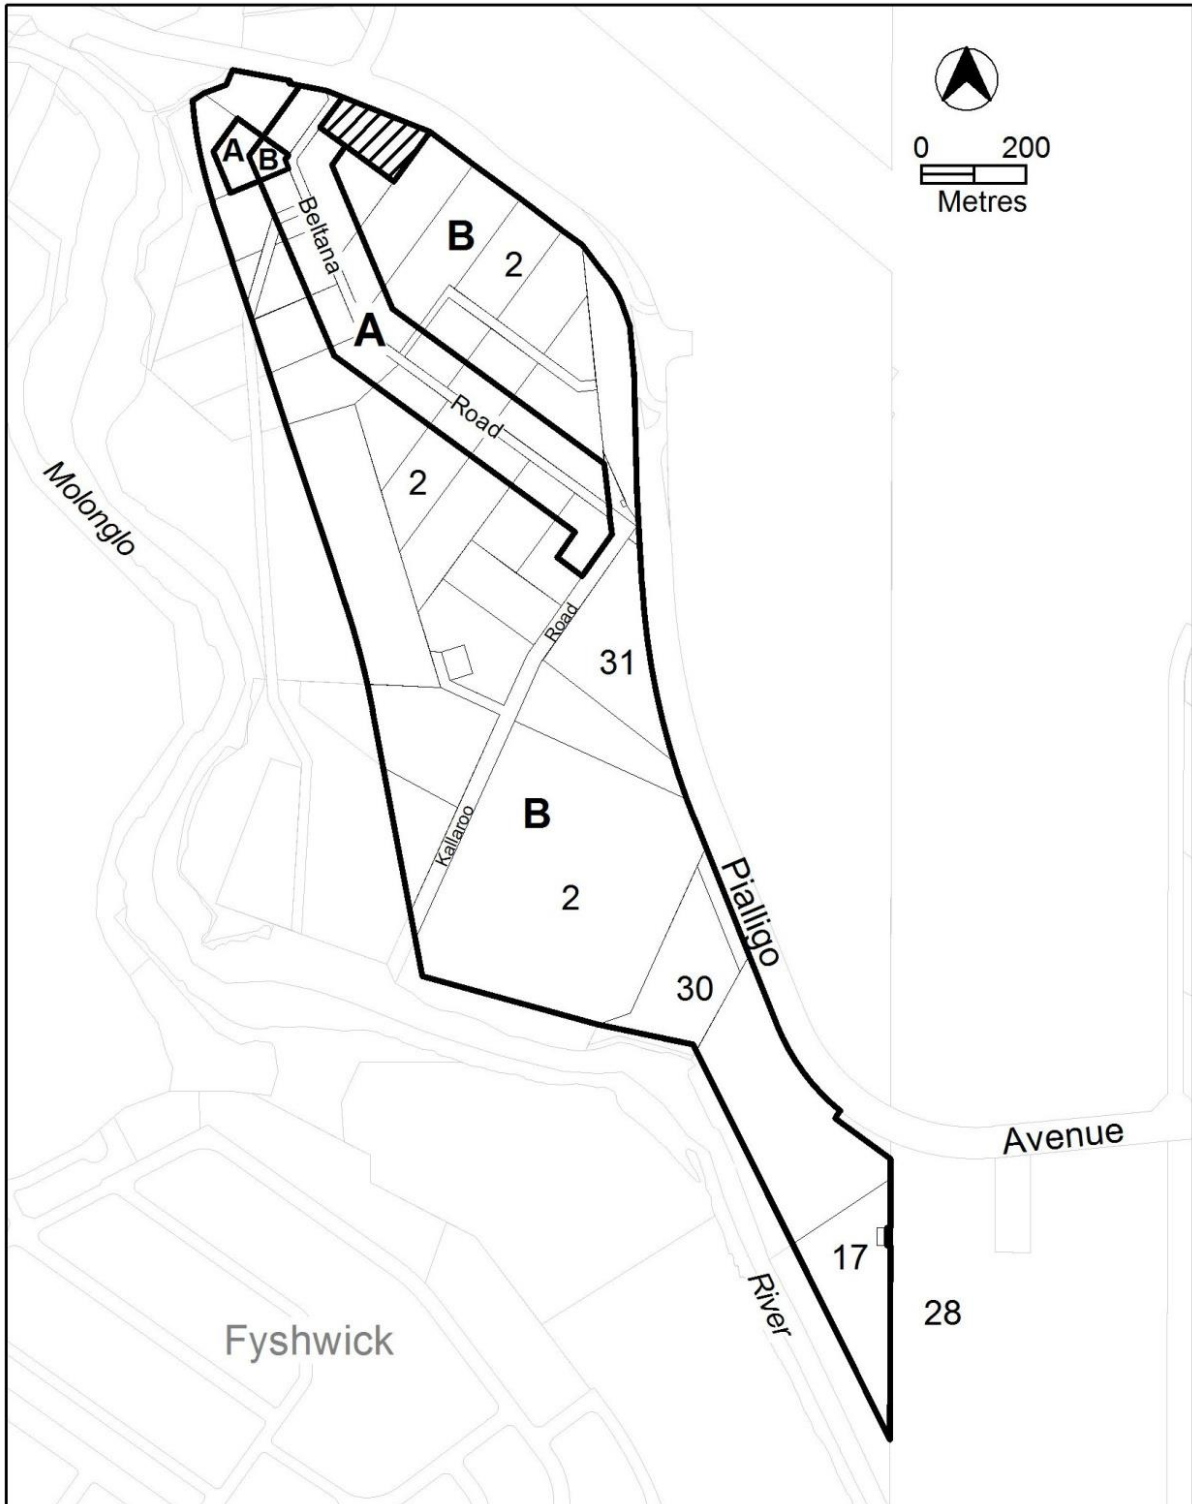 0 200
Metres
A
B
Beltana
B
2
A
Road
2
Molonglo
Road
31
B
Kallaroo
2
Pialligo
30
Avenue
17
River
28
Fyshwick